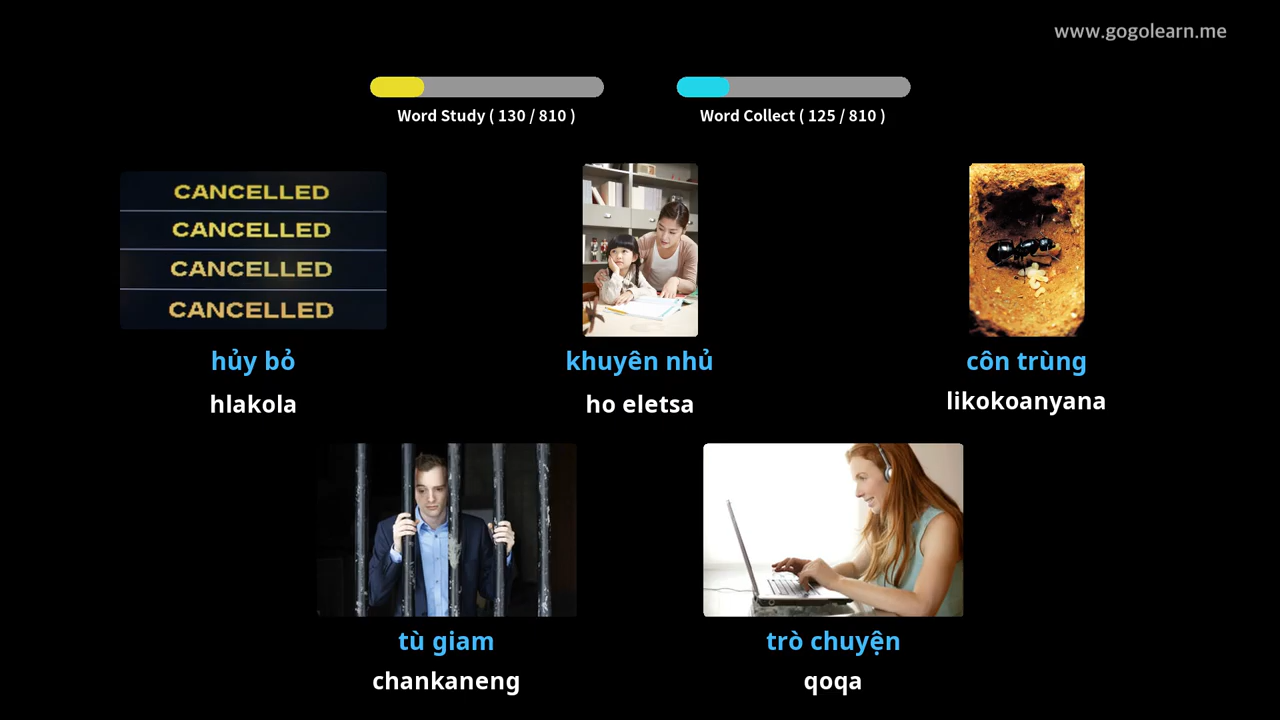 www.gogolearn.me
Word Study ( 130 / 810 )
Word Collect ( 125 / 810 )
CANCELLED
CANCELLED
CANCELLED
CANCELLED
hủy bỏ
khuyên nhủ
côn trùng
hlakola
ho eletsa
likokoanyana
tù giam
trò chuyện
chankaneng
qoqa